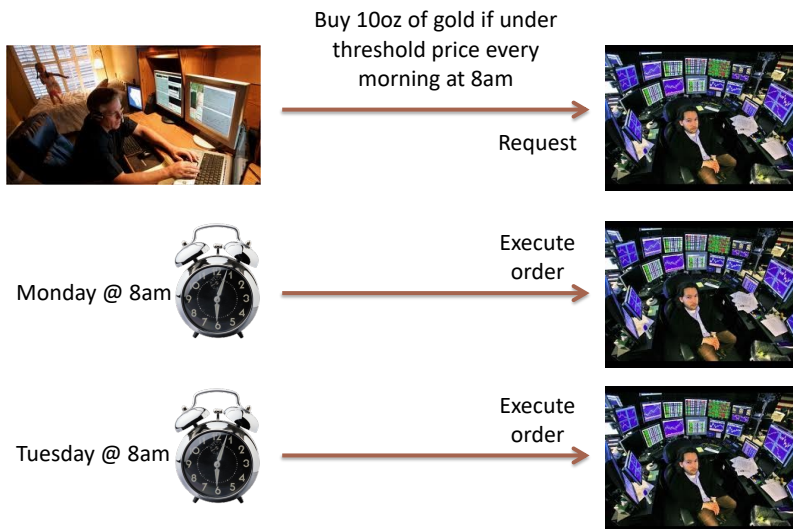 Buy 10oz of gold if under
threshold price every
morning at 8am
Request
Execute
order
Monday @ 8am
Execute
order
Tuesday @ 8am